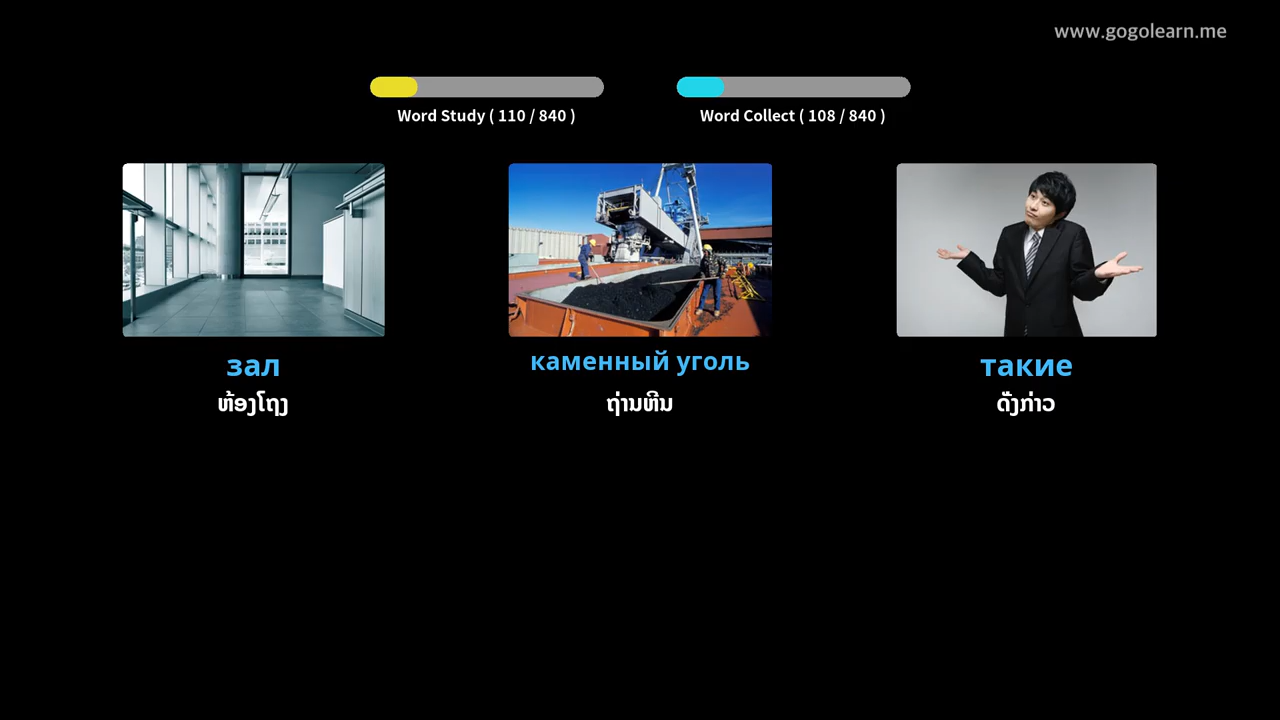 www.gogolearn.me
Word Study ( 110 / 840 )
Word Collect ( 108 / 840 )
зал
ຫ້ອງໂຖງ
каменный уголь
ຖ່ານຫີນ
такие
ດັ່ງກ່າວ